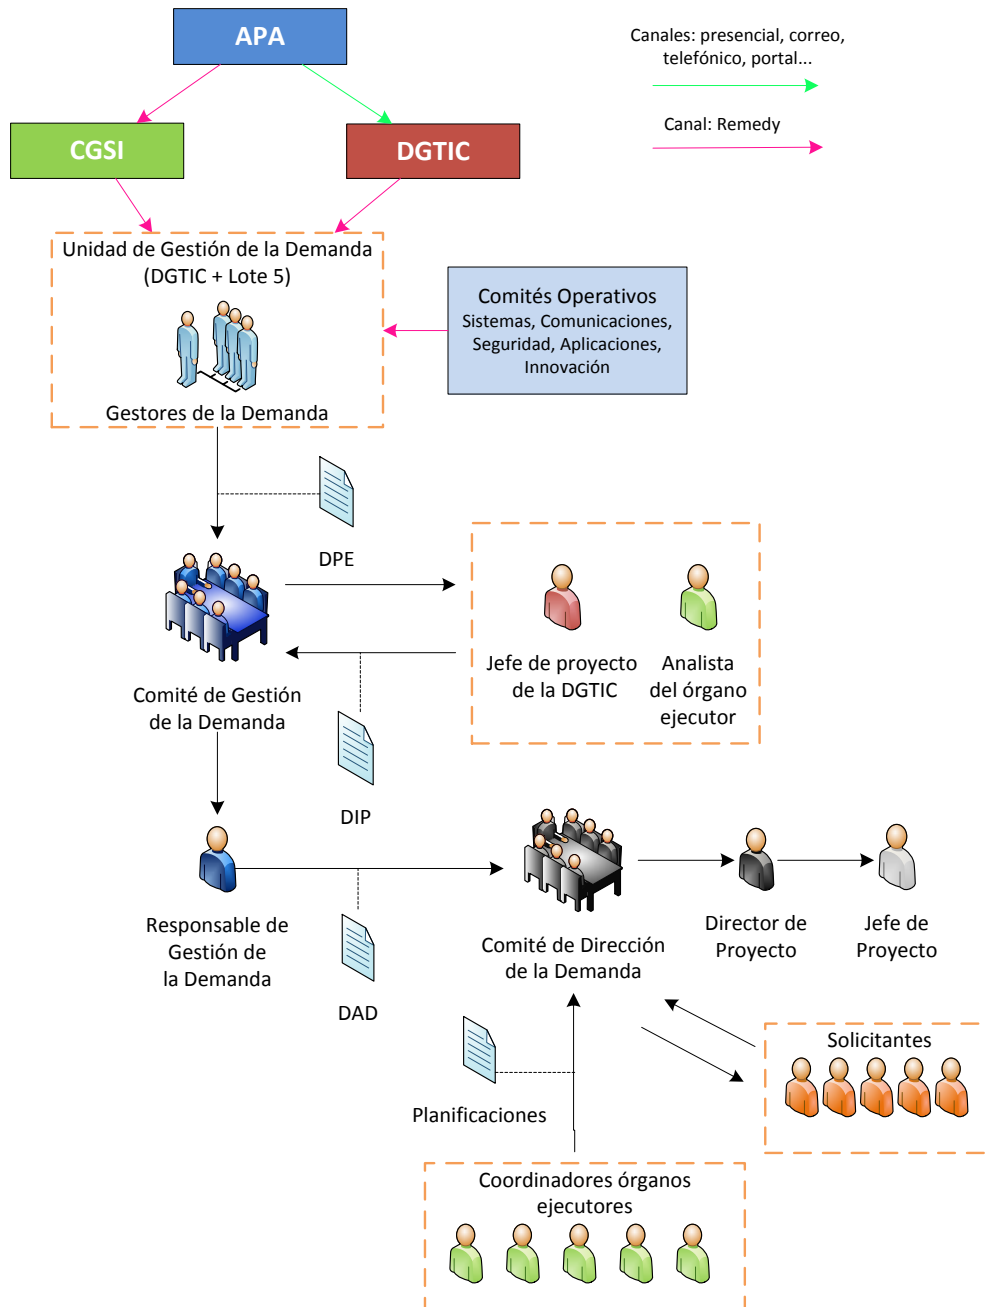 APA
Canales: presencial, correo,
telefónico, portal...
Canal: Remedy
CGSI
DGTIC
Unidad de Gestión de la Demanda
(DGTIC + Lote 5)
Gestores de la Demanda
Comités Operativos
Sistemas, Comunicaciones,
Seguridad, Aplicaciones,
Innovación
DPE
Comité de Gestión
de la Demanda
Jefe de proyecto
de la DGTIC
Analista
del órgano
ejecutor
DIP
Responsable de
Gestión de
la Demanda
DAD
Comité de Dirección
de la Demanda
Director de
Proyecto
Jefe de
Proyecto
Planificaciones
Solicitantes
Coordinadores órganos
ejecutores